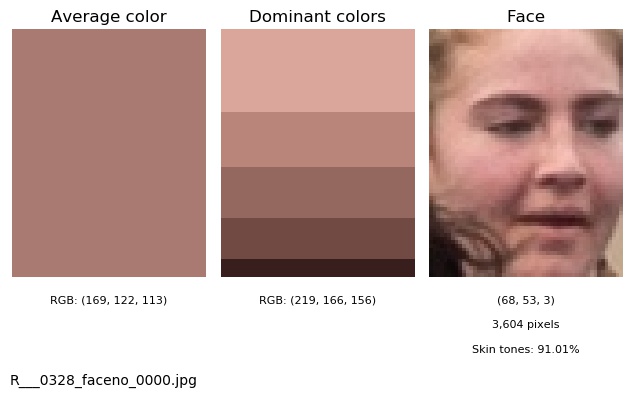 Average color
Dominant colors
Face
RGB: (169, 122, 113)
RGB: (219, 166, 156)
(68, 53, 3)
3,604 pixels
Skin tones: 91.01%
R___0328_faceno_0000.jpg